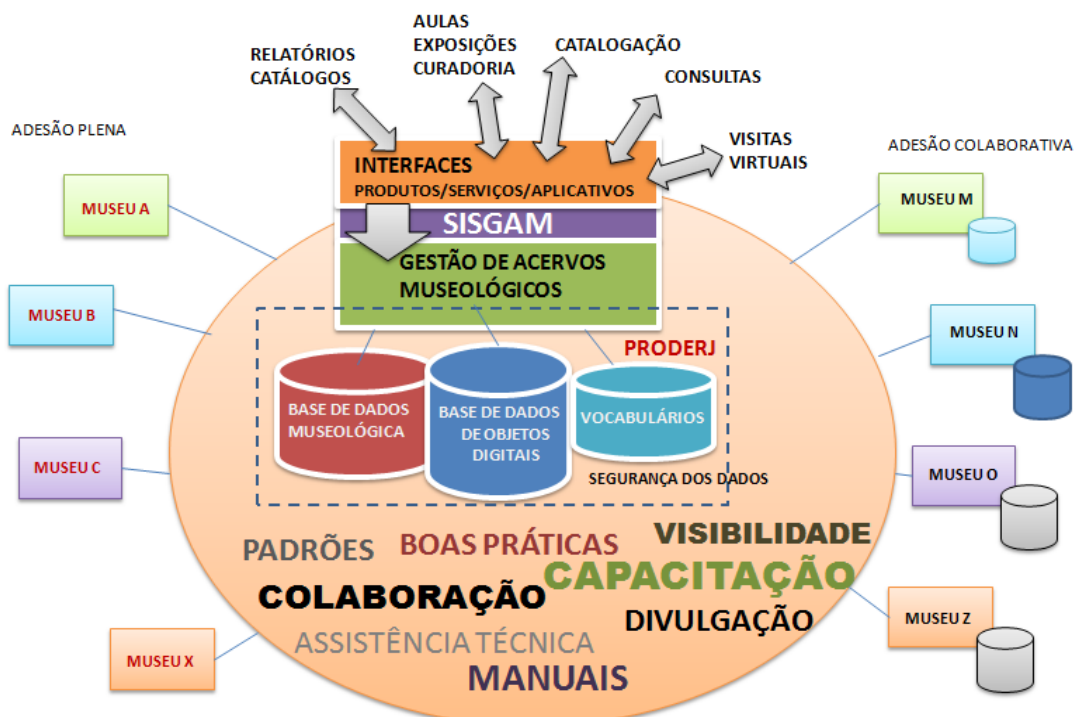 RELATÓRIOS
CATÁLOGOS
AULAS
EXPOSIÇÕES
CURADORIA
CATALOGAÇÃO
CONSULTAS
VISITAS
VIRTUAIS
ADESÃO PLENA
ADESÃO COLABORATIVA
INTERFACES
PRODUTOS/SERVIÇOS/APLICATIVOS
SISGAM
GESTÃO DE ACERVOS
MUSEOLÓGICOS
MUSEU A
MUSEU B
MUSEU C
MUSEU X
MUSEU M
MUSEU N
MUSEU O
MUSEU Z
PRODERJ
BASE DE DADOS
MUSEOLÓGICA
BASE DE DADOS
DE OBJETOS
DIGITAIS
VOCABULÁRIOS
SEGURANÇA DOS DADOS
PADRÕES
BOAS PRÁTICAS
VISIBILIDADE
CAPACITAÇÃO
COLABORAÇÃO
DIVULGAÇÃO
ASSISTÊNCIA TÉCNICA
MANUAIS